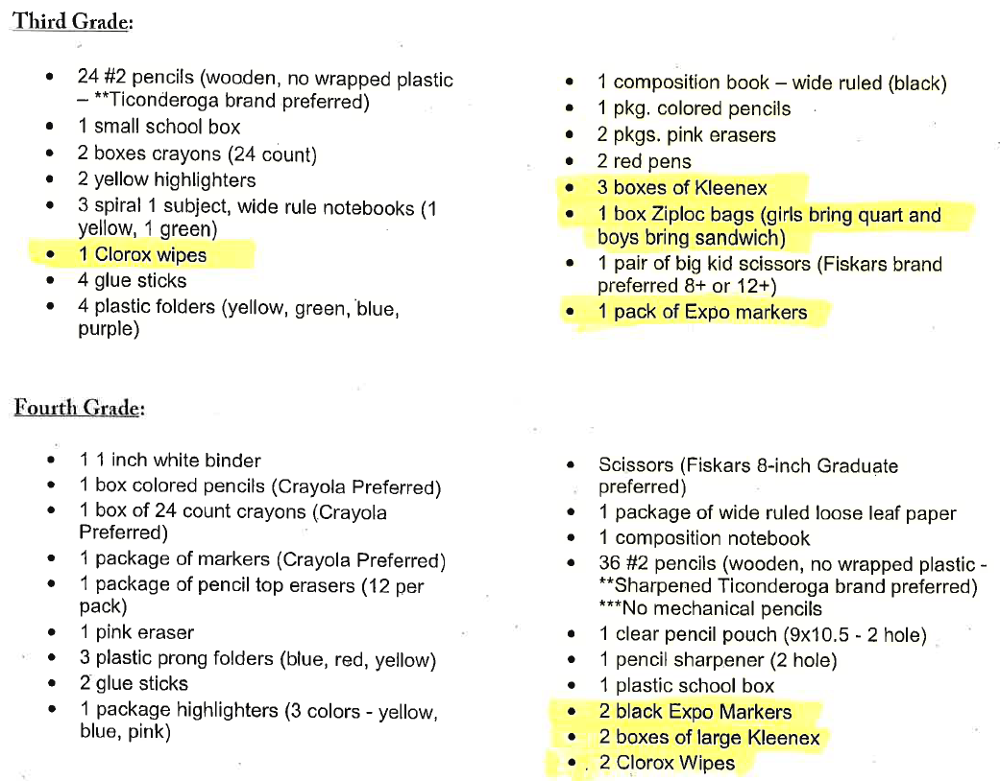 Third Grade:
• 24 #2 pencils (wooden, no wrapped plastic
– **Ticonderoga brand preferred)
• 1 small school box
• 2 boxes crayons (24 count)
• 2 yellow highlighters
• 3 spiral 1 subject, wide rule notebooks (1
yellow, 1 green)
• 1 Clorox wipes
• 4 glue sticks
• 4 plastic folders (yellow, green, blue,
purple)
• 1 composition book – wide ruled (black)
• 1 pkg. colored pencils
• 2 pkgs. pink erasers
• 2 red pens
• 3 boxes of Kleenex
• 1 box Ziploc bags (girls bring quart and
boys bring sandwich)
• 1 pair of big kid scissors (Fiskars brand
preferred 8+ or 12+)
• 1 pack of Expo markers
Fourth Grade:
• 1 1 inch white binder
• 1 box colored pencils (Crayola Preferred)
• 1 box of 24 count crayons (Crayola
Preferred)
• 1 package of markers (Crayola Preferred)
• 1 package of pencil top erasers (12 per
pack)
• 1 pink eraser
• 3 plastic prong folders (blue, red, yellow)
• 2 glue sticks
• 1 package highlighters (3 colors - yellow,
blue, pink)
• Scissors (Fiskars 8-inch Graduate
preferred)
• 1 package of wide ruled loose leaf paper
• 1 composition notebook
• 36 #2 pencils (wooden, no wrapped plastic -
**Sharpened Ticonderoga brand preferred)
***No mechanical pencils
• 1 clear pencil pouch (9x10.5 - 2 hole)
• 1 pencil sharpener (2 hole)
• 1 plastic school box
• 2 black Expo Markers
• 2 boxes of large Kleenex
• 2 Clorox Wipes